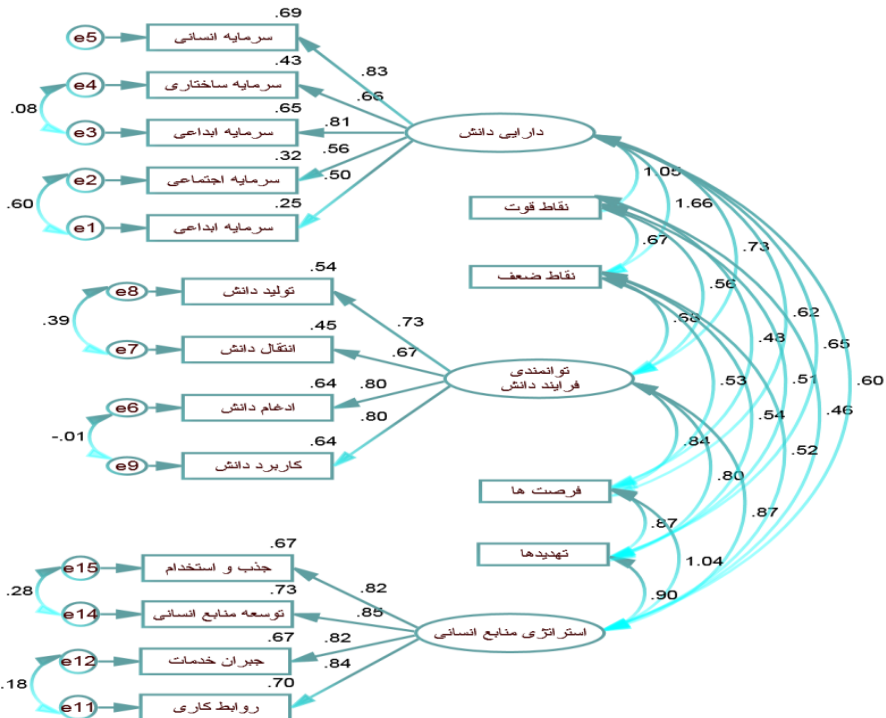 .69
e5 سرمایه انسانی
.83
.43
e4 سرمایه ساختاری
.66
.08
.65
e3 سرمایه ابداعی
.81
دارایی دانش
.56
.32
e2 سرمایه اجتماعی
.50
.60
.25
e1 سرمایه ابداعی
1.05
1.66
نقاط قوت
.67
.73
نقاط ضعف
.54
e8 تولید دانش
.56
.62
.39
.73
.68
.48
.65
.45
e7 انتقال دانش
.67
توانمندی
فرایند دانش
.53
.51
.60
.64
e6 ادغام دانش
.80
.54
.46
-.01
.80
.64
e9 کاربرد دانش
.84
.52
.80
فرصت ها
.87
.87
تهدیدها
1.04
.67
e15 جذب و استخدام
.82
.90
.28
.73
e14 توسعه منابع انسانی
.85
استراتژی منابع انسانی
.67
e12 جبران خدمات
.82
.84
.18
.70
e11 روابط کاری